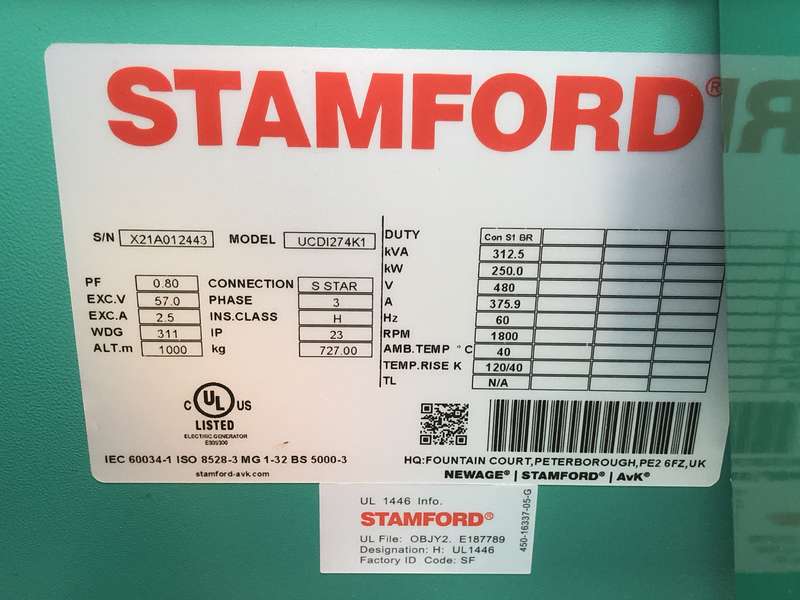 STAMFORD®
S/N X21A012443 MODEL UCDI274K1
PF 0.80 CONNECTION S STAR
EXC.V 57.0 PHASE 3
EXC.A 2.5 INS.CLASS H
WDG 311 IP 23
ALT.m 1000 kg 727.00
DUTY Con S1 BR
kVA 312.5
kW 250.0
V 480
A 375.9
Hz 60
RPM 1800
AMB.TEMP °C 40
TEMP.RISE K 120/40
TL N/A
C UL US
LISTED
ELECTRIC GENERATOR
IEC 60034-1 ISO 8528-3 MG 1-32 BS 5000-3
stamford-avk.com
HQ:FOUNTAIN COURT,PETERBOROUGH,PE2 6FZ,UK
NEWAGE® | STAMFORD® | AvK®
UL 1446 Info.
STAMFORD®
UL File: OBJY2. E187789
Designation: H: UL1446
Factory ID Code: SF
450-16337-05-G